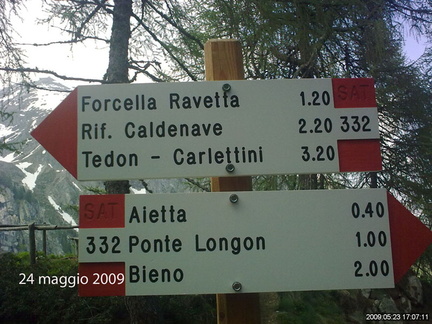 Forcella Ravetta 1.20 SAT
Rif. Caldenave 2.20 332
Tedon - Carlettini 3.20
SAT Aietta 0.40
332 Ponte Longon 1.00
Bieno 2.00
24 maggio 2009
2009.05.23 17:07:11